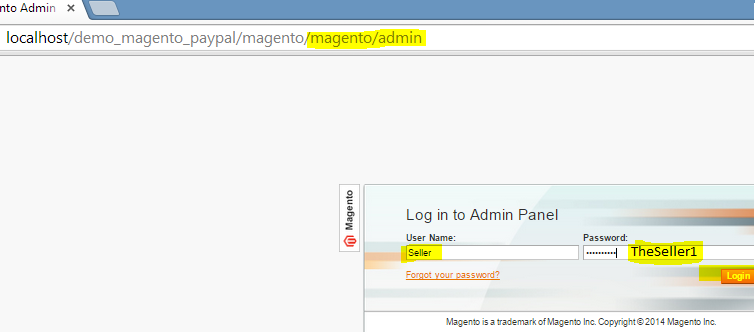 nto Admin
localhost/demo_magento_paypal/magento/magento/admin
Magento
Log in to Admin Panel
User Name: Password:
Seller •••••••••• TheSeller1
Forgot your password? Login
Magento is a trademark of Magento Inc. Copyright © 2014 Magento Inc.